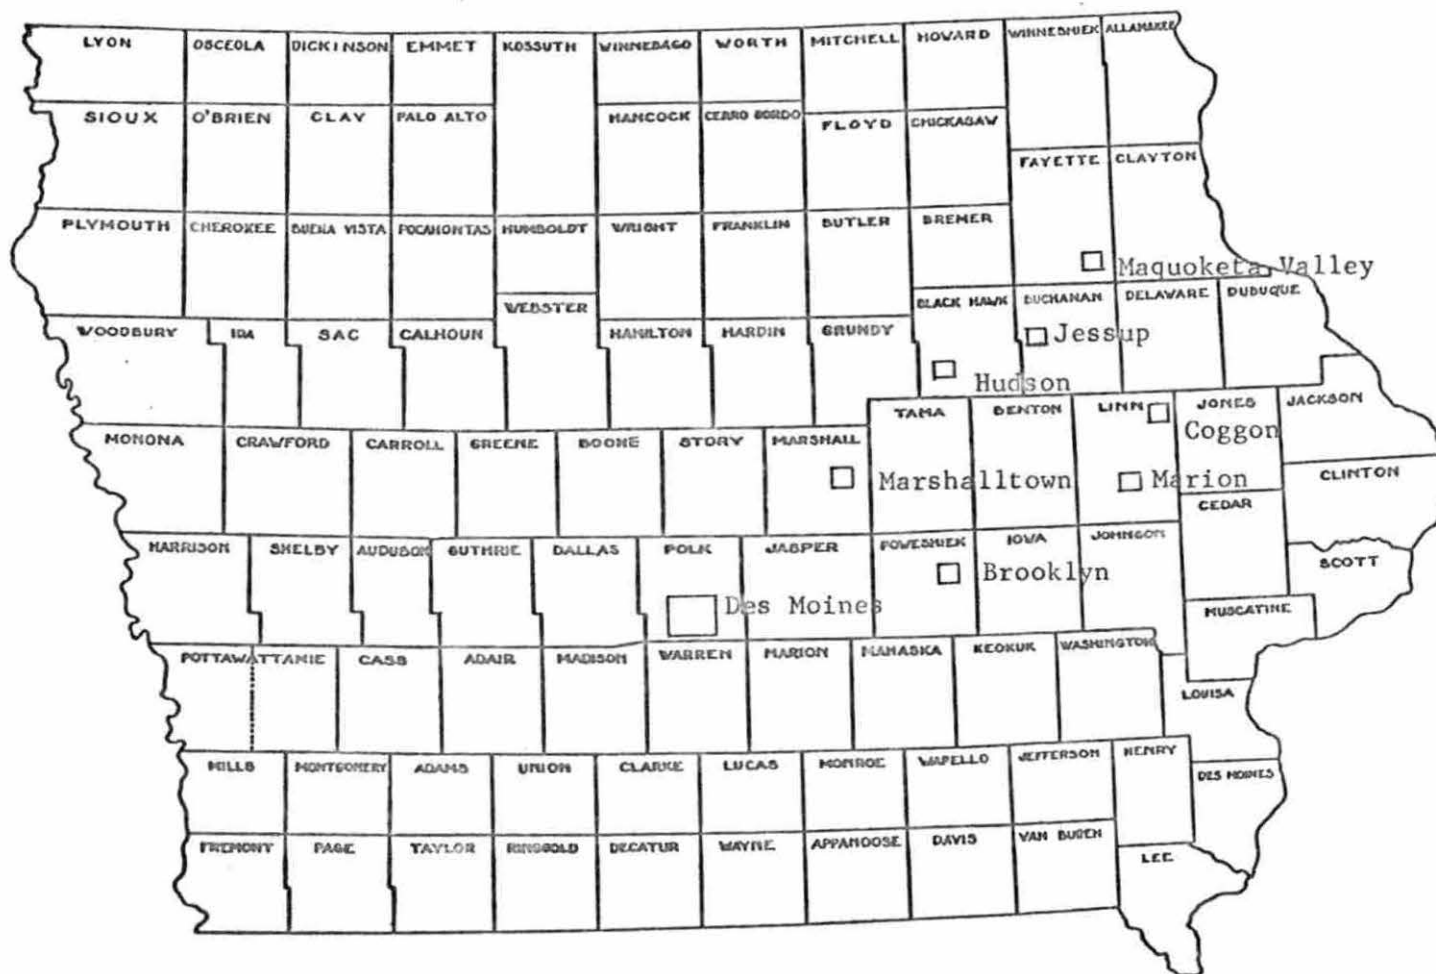 LYON
OSCEOLA
DICKINSON
EMMET
KOSSUTH
WINNEBAGO
WORTH
MITCHELL
HOWARD
WINNESHIEK
ALLAMAKEE
SIOUX
O'BRIEN
CLAY
PALO ALTO
HANCOCK
CERRO GORDO
FLOYD
CHICKASAW
FAYETTE
CLAYTON
PLYMOUTH
CHEROKEE
BUENA VISTA
POCAHONTAS
HUMBOLDT
WRIGHT
FRANKLIN
BUTLER
BREMER
Maquoketa Valley
WEBSTER
BLACK HAWK
BUCHANAN
DELAWARE
DUBUQUE
WOODBURY
IDA
SAC
CALHOUN
HAMILTON
HARDIN
GRUNDY
Jessup
Hudson
TAMA
BENTON
LINN
JONES
JACKSON
Coggon
MONONA
CRAWFORD
CARROLL
GREENE
BOONE
STORY
MARSHALL
Marshalltown
Marion
CLINTON
CEDAR
HARRISON
SHELBY
AUDUBON
GUTHRIE
DALLAS
POLK
JASPER
POWESHIEK
IOWA
JOHNSON
SCOTT
Brooklyn
Des Moines
MUSCATINE
POTTAWATTAMIE
CASS
ADAIR
MADISON
WARREN
MARION
MAHASKA
KEOKUK
WASHINGTON
LOUISA
MILLS
MONTGOMERY
ADAMS
UNION
CLARKE
LUCAS
MONROE
WAPELLO
JEFFERSON
HENRY
DES MOINES
FREMONT
PAGE
TAYLOR
RINGGOLD
DECATUR
WAYNE
APPANOOSE
DAVIS
VAN BUREN
LEE